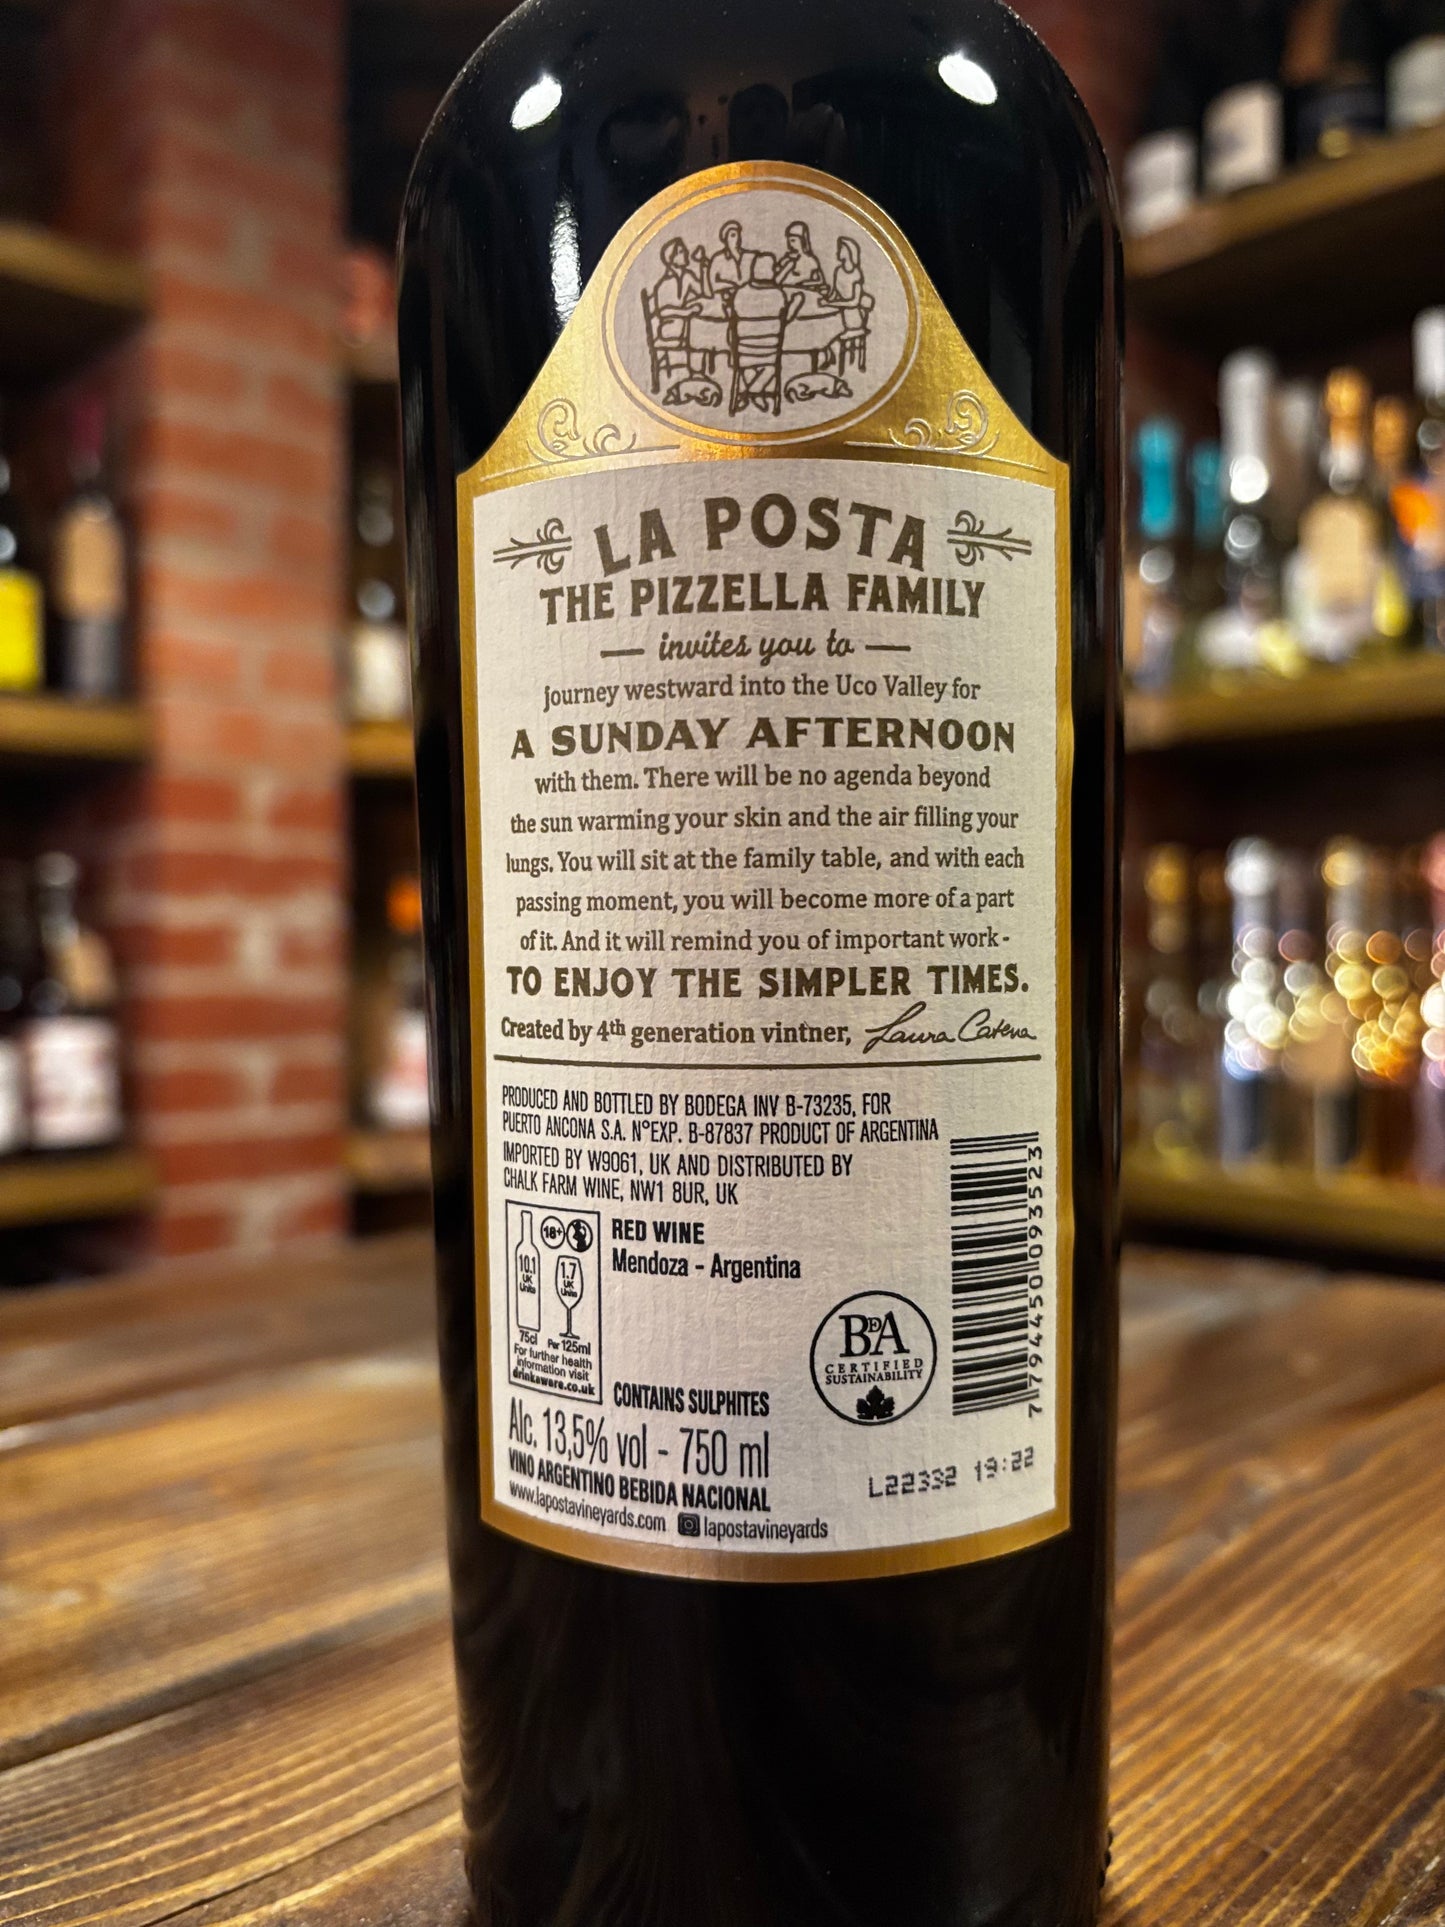 LA POSTA
THE PIZZELLA FAMILY
invites you to
journey westward into the Uco Valley for
A SUNDAY AFTERNOON
with them. There will be no agenda beyond
the sun warming your skin and the air filling your
lungs. You will sit at the family table, and with each
passing moment, you will become more of a part
of it. And it will remind you of important work -
TO ENJOY THE SIMPLER TIMES.
Created by 4th generation vintner, Laura Catena
PRODUCED AND BOTTLED BY BODEGA INV B-73235, FOR
PUERTO ANCONA S.A. N°EXP. B-87837 PRODUCT OF ARGENTINA
IMPORTED BY W9061, UK AND DISTRIBUTED BY
CHALK FARM WINE, NW1 8UR, UK
18+
10.1
UK
Units
1.7
UK
Units
75cl Per 125ml
For further health
information visit
drinkaware.co.uk
RED WINE
Mendoza - Argentina
CONTAINS SULPHITES
Alc. 13,5% vol - 750 ml
VINO ARGENTINO BEBIDA NACIONAL
www.lapostavineyards.com lapostavineyards
BDEA
CERTIFIED
SUSTAINABILITY
7 794450 093523
L22332 19:22